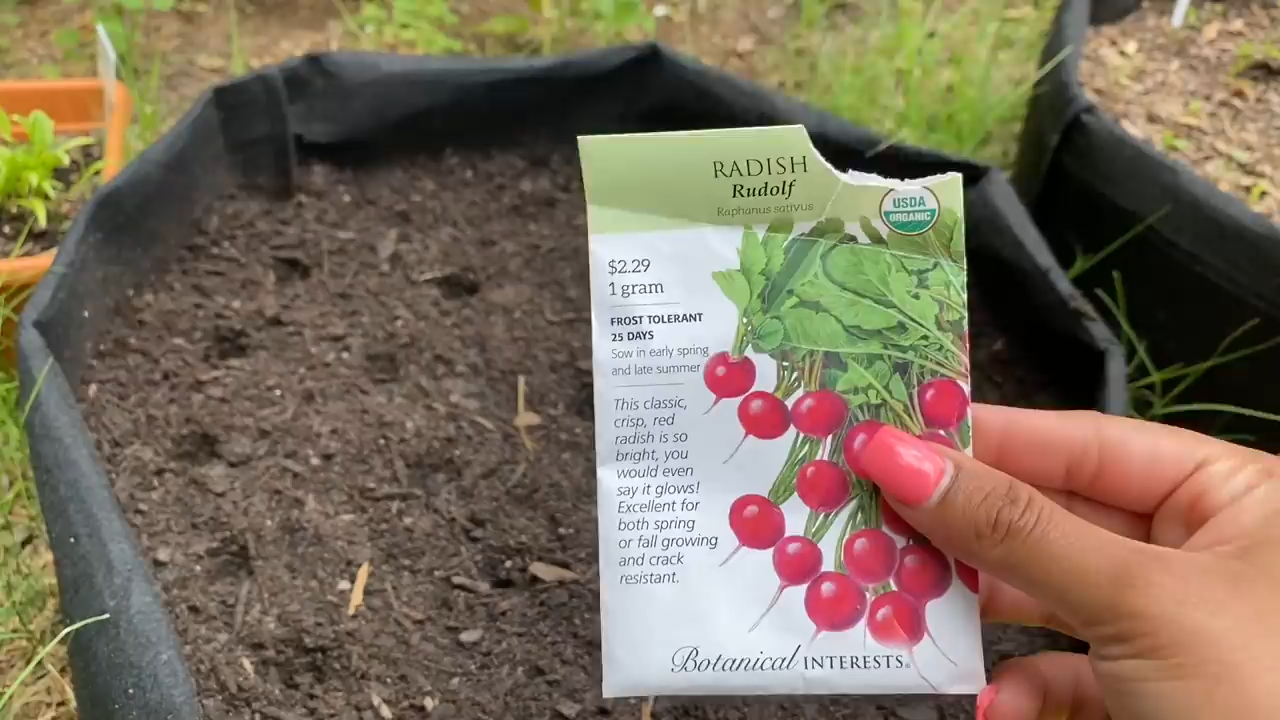 RADISH
Rudolf
Raphanus sativus
USDA
ORGANIC
$2.29
1 gram
FROST TOLERANT
25 DAYS
Sow in early spring
and late summer
This classic,
crisp, red
radish is so
bright, you
would even
say it glows!
Excellent for
both spring
or fall growing
and crack
resistant.
Botanical INTERESTS®